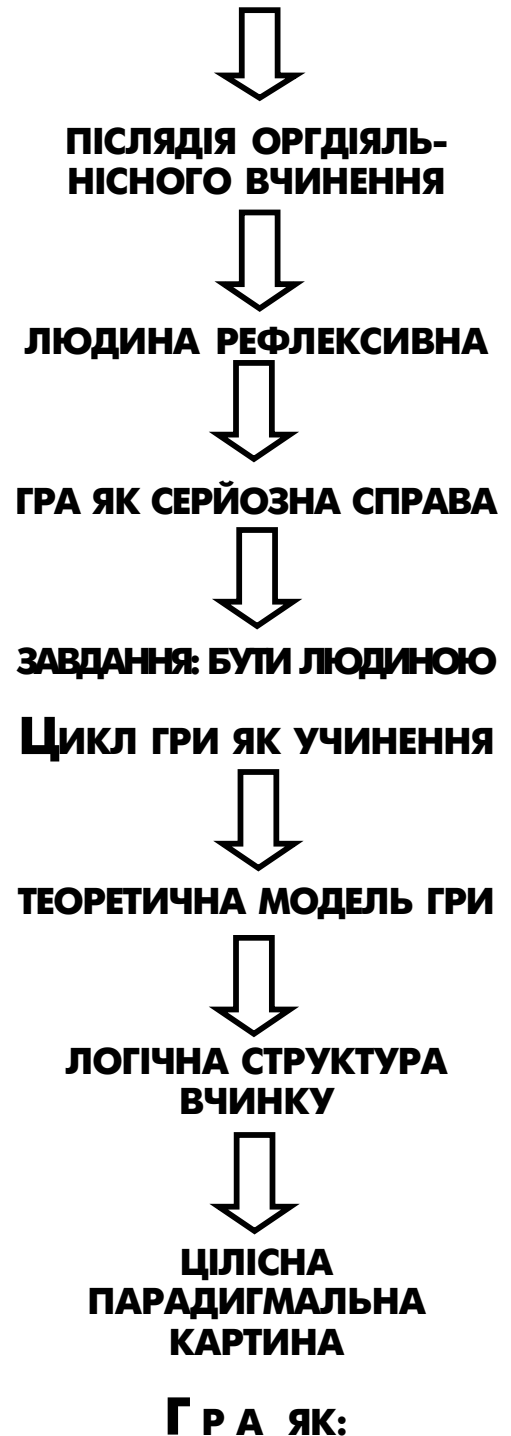 ПІСЛЯДІЯ ОРГДІЯЛЬ-
НІСНОГО ВЧИНЕННЯ
ЛЮДИНА РЕФЛЕКСИВНА
ГРА ЯК СЕРЙОЗНА СПРАВА
ЗАВДАННЯ: БУТИ ЛЮДИНОЮ
ЦИКЛ ГРИ ЯК УЧИНЕННЯ
ТЕОРЕТИЧНА МОДЕЛЬ ГРИ
ЛОГІЧНА СТРУКТУРА
ВЧИНКУ
ЦІЛІСНА
ПАРАДИГМАЛЬНА
КАРТИНА
ГРА ЯК: